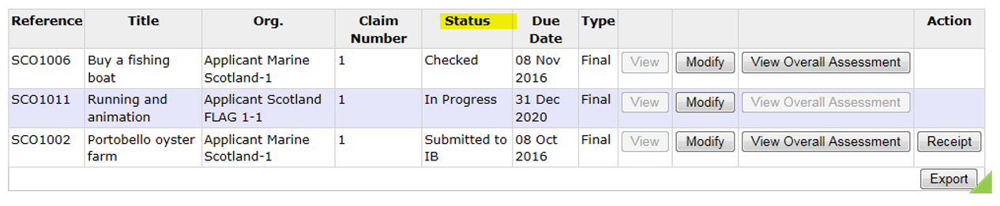 Reference Title Org. Claim Number Status Due Date Type Action
SCO1006 Buy a fishing boat Applicant Marine Scotland-1 1 Checked 08 Nov 2016 Final View Modify View Overall Assessment
SCO1011 Running and animation Applicant Scotland FLAG 1-1 1 In Progress 31 Dec 2020 Final View Modify View Overall Assessment
SCO1002 Portobello oyster farm Applicant Marine Scotland-1 1 Submitted to IB 08 Oct 2016 Final View Modify View Overall Assessment Receipt
Export